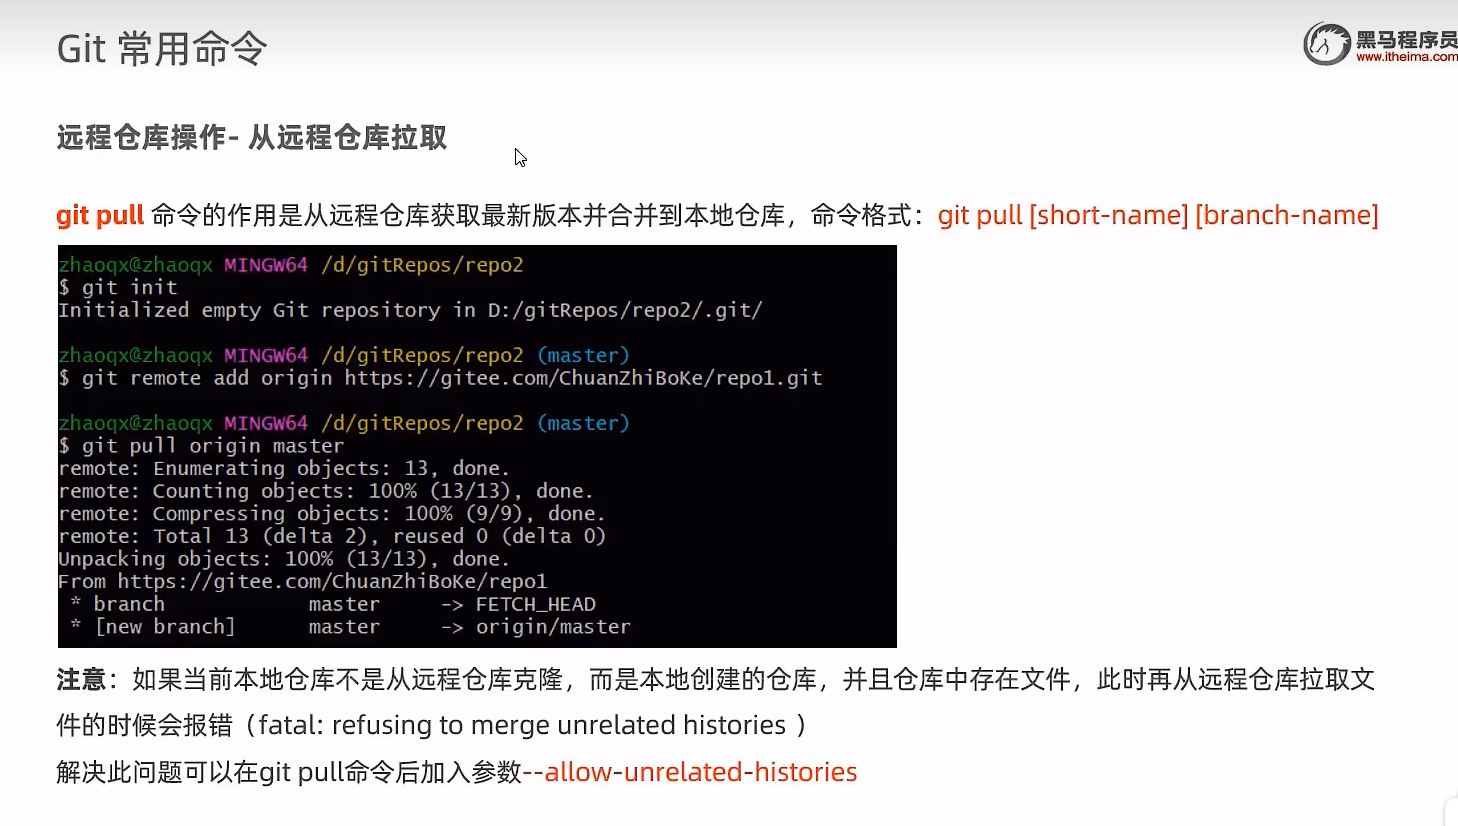 Git 常用命令
黑马程序员
www.itheima.com
远程仓库操作- 从远程仓库拉取
git pull 命令的作用是从远程仓库获取最新版本并合并到本地仓库，命令格式：git pull [short-name] [branch-name]
zhaoqx@zhaoqx MINGW64 /d/gitRepos/repo2
$ git init
Initialized empty Git repository in D:/gitRepos/repo2/.git/
zhaoqx@zhaoqx MINGW64 /d/gitRepos/repo2 (master)
$ git remote add origin https://gitee.com/ChuanZhiBoKe/repo1.git
zhaoqx@zhaoqx MINGW64 /d/gitRepos/repo2 (master)
$ git pull origin master
remote: Enumerating objects: 13, done.
remote: Counting objects: 100% (13/13), done.
remote: Compressing objects: 100% (9/9), done.
remote: Total 13 (delta 2), reused 0 (delta 0)
Unpacking objects: 100% (13/13), done.
From https://gitee.com/ChuanZhiBoKe/repo1
 * branch            master     -> FETCH_HEAD
 * [new branch]      master     -> origin/master
注意：如果当前本地仓库不是从远程仓库克隆，而是本地创建的仓库，并且仓库中存在文件，此时再从远程仓库拉取文
件的时候会报错（fatal: refusing to merge unrelated histories ）
解决此问题可以在git pull命令后加入参数--allow-unrelated-histories